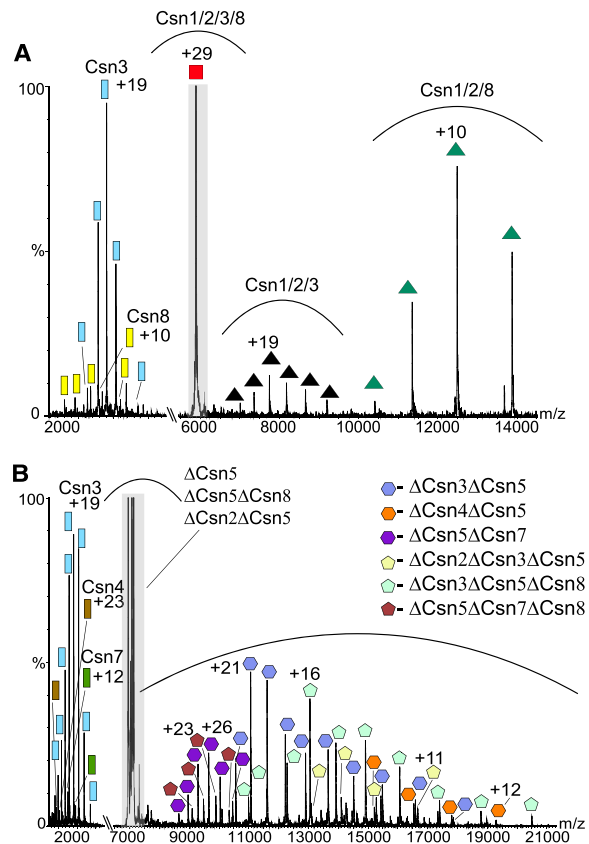 Csn1/2/3/8
A
Csn3
+19
+29
Csn1/2/8
+10
100
%
0
Csn8
+10
Csn1/2/3
+19
2000 6000 8000 10000 12000 14000 m/z
B
Csn3
+19
ΔCsn5
ΔCsn5ΔCsn8
ΔCsn2ΔCsn5
- ΔCsn3ΔCsn5
- ΔCsn4ΔCsn5
- ΔCsn5ΔCsn7
- ΔCsn2ΔCsn3ΔCsn5
- ΔCsn3ΔCsn5ΔCsn8
- ΔCsn5ΔCsn7ΔCsn8
100
%
0
Csn4
+23
Csn7
+12
+23
+26
+21
+16
+11
+12
2000 7000 9000 11000 13000 15000 17000 19000 21000 m/z